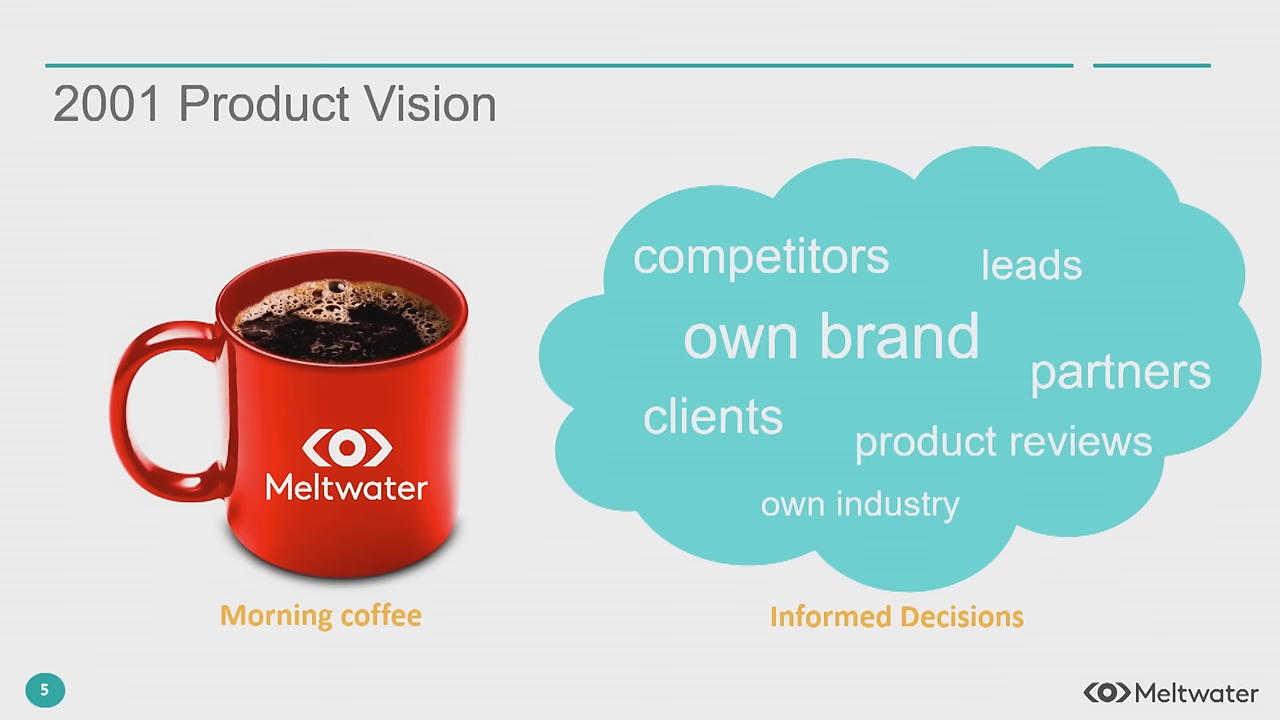 2001 Product Vision
competitors
leads
own brand
partners
clients
product reviews
own industry
Meltwater
Morning coffee
Informed Decisions
5
Meltwater